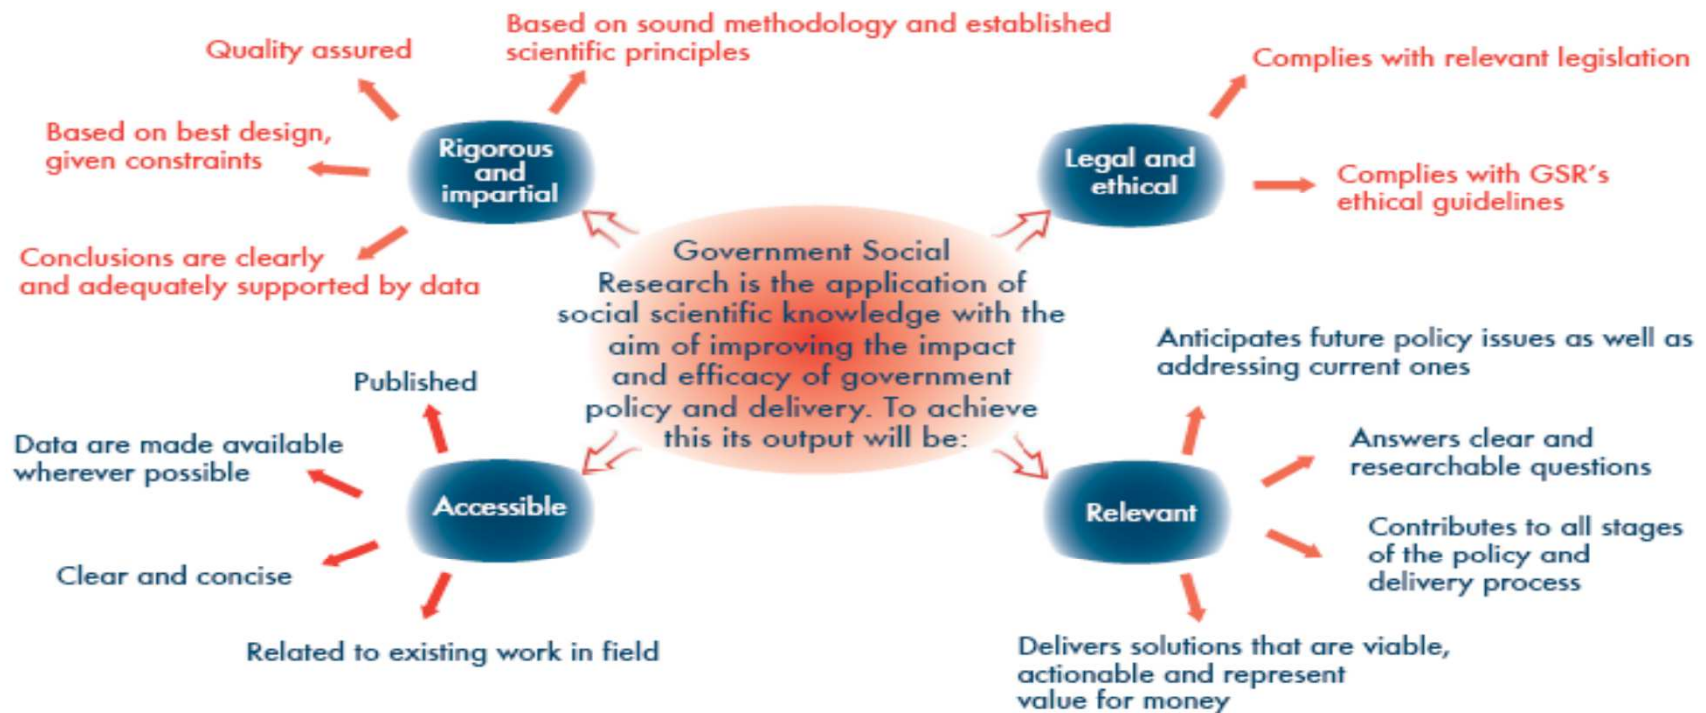 Quality assured
Based on sound methodology and established
scientific principles
Based on best design,
given constraints
Rigorous
and
impartial
Conclusions are clearly
and adequately supported by data
Complies with relevant legislation
Legal and
ethical
Complies with GSR's
ethical guidelines
Government Social
Research is the application of
social scientific knowledge with the
aim of improving the impact
and efficacy of government
policy and delivery. To achieve
this its output will be:
Published
Data are made available
wherever possible
Accessible
Clear and concise
Related to existing work in field
Anticipates future policy issues as well as
addressing current ones
Answers clear and
researchable questions
Relevant
Contributes to all stages
of the policy and
delivery process
Delivers solutions that are viable,
actionable and represent
value for money